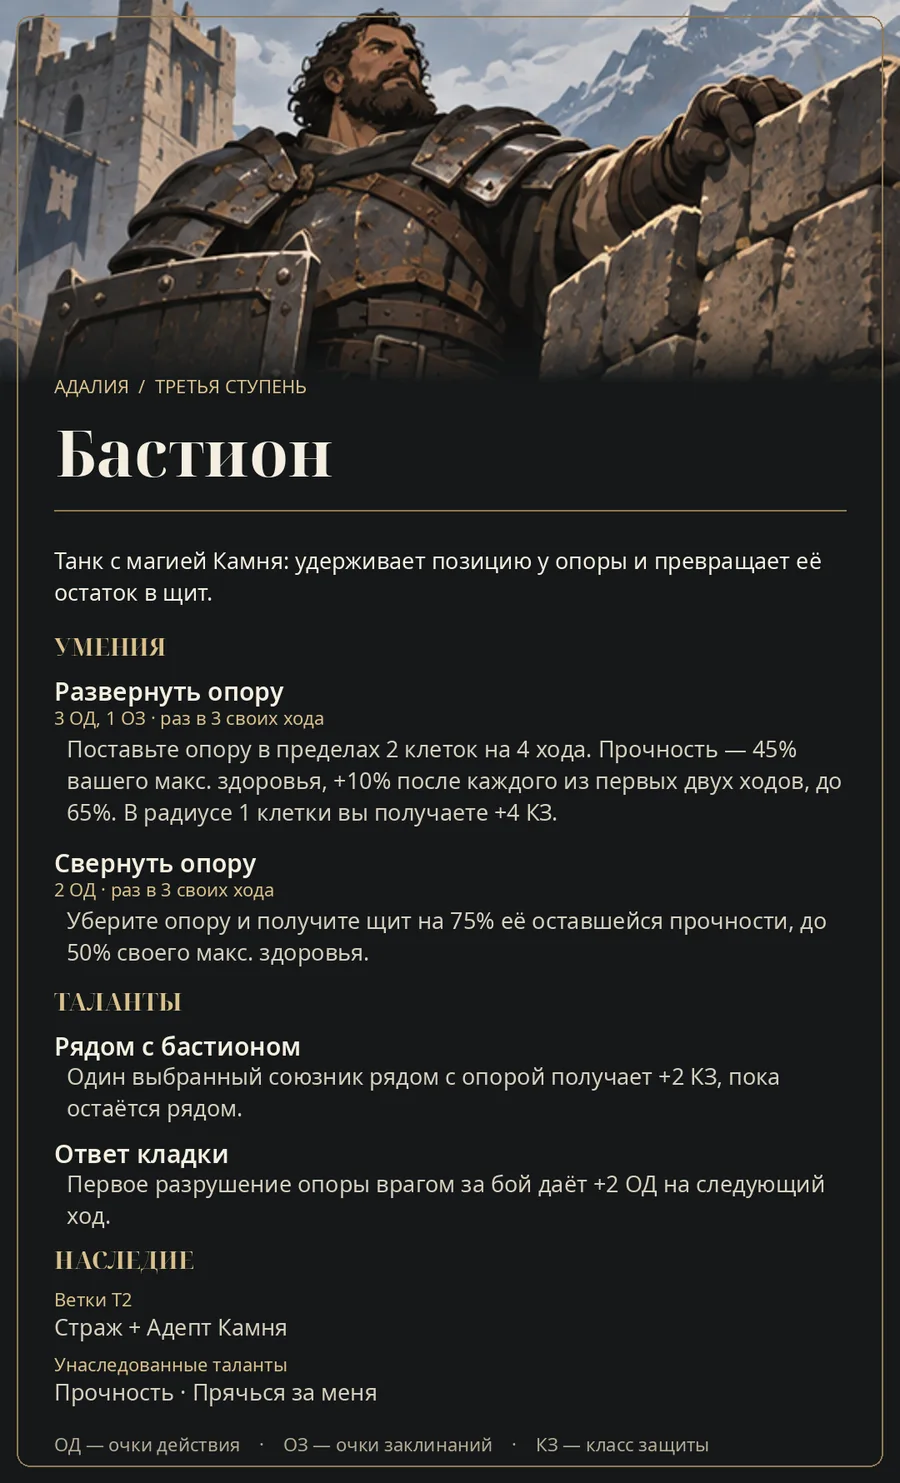 АДАЛИЯ / ТРЕТЬЯ СТУПЕНЬ
Бастион
Танк с магией Камня: удерживает позицию у опоры и превращает её
остаток в щит.
УМЕНИЯ
Развернуть опору
3 ОД, 1 ОЗ · раз в 3 своих хода
Поставьте опору в пределах 2 клеток на 4 хода. Прочность — 45%
вашего макс. здоровья, +10% после каждого из первых двух ходов, до
65%. В радиусе 1 клетки вы получаете +4 КЗ.
Свернуть опору
2 ОД · раз в 3 своих хода
Уберите опору и получите щит на 75% её оставшейся прочности, до
50% своего макс. здоровья.
ТАЛАНТЫ
Рядом с бастионом
Один выбранный союзник рядом с опорой получает +2 КЗ, пока
остаётся рядом.
Ответ кладки
Первое разрушение опоры врагом за бой даёт +2 ОД на следующий
ход.
НАСЛЕДИЕ
Ветки Т2
Страж + Адепт Камня
Унаследованные таланты
Прочность · Прячься за меня
ОД — очки действия · ОЗ — очки заклинаний · КЗ — класс защиты